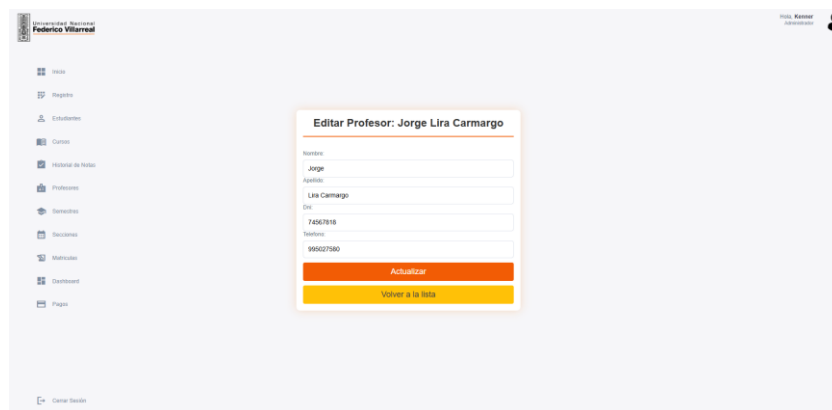 Universidad Nacional
Federico Villarreal
Hola, Kenner
Administrador
Inicio
Registro
Estudiantes
Cursos
Historial de Notas
Profesores
Semestres
Secciones
Matriculas
Dashboard
Pagos
Cerrar Sesión
Editar Profesor: Jorge Lira Carmargo
Nombre:
Jorge
Apellido:
Lira Carmargo
Dni:
74567818
Telefono:
995027580
Actualizar
Volver a la lista